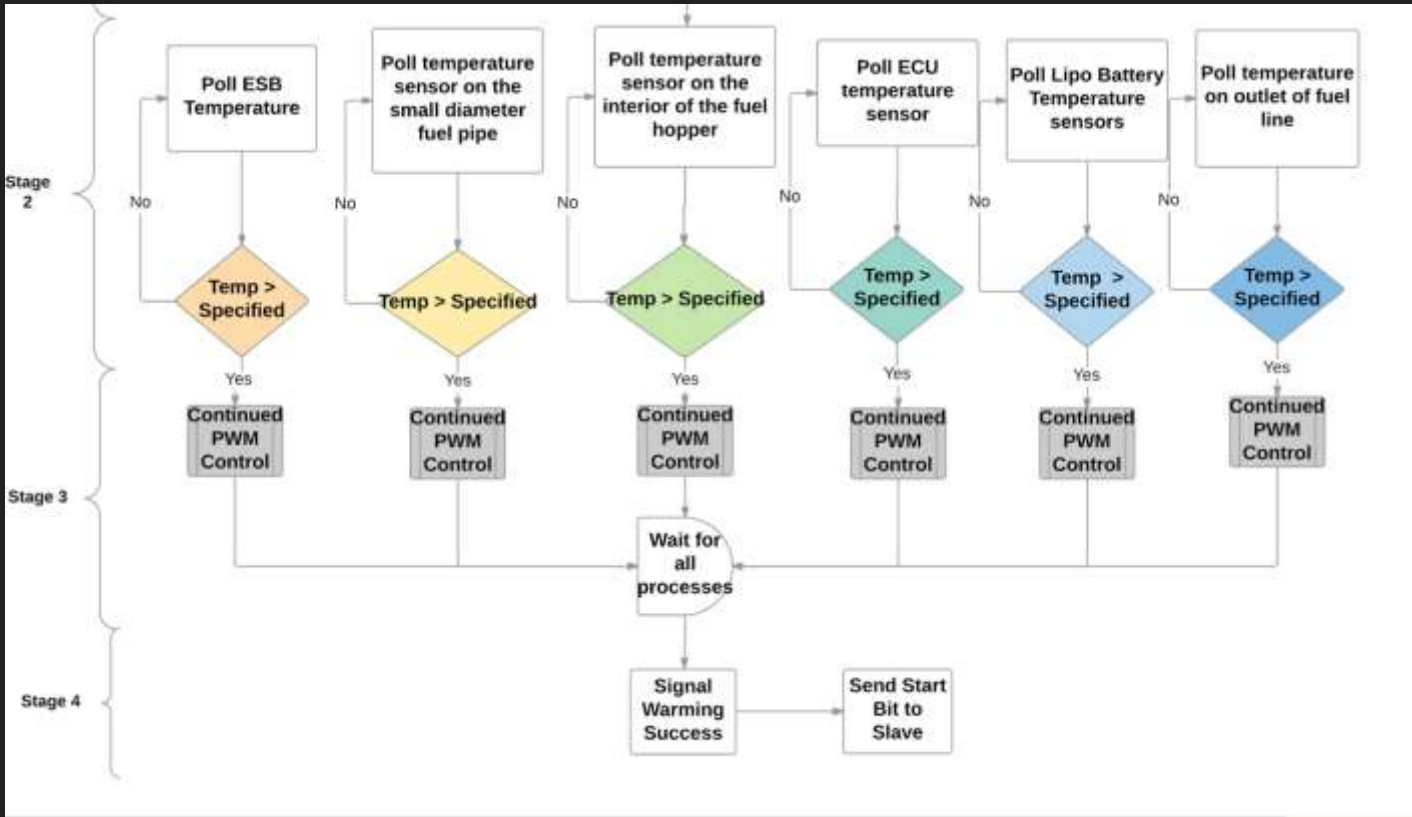 Poll ESB
Temperature
Poll temperature
sensor on the
small diameter
fuel pipe
Poll temperature
sensor on the
interior of the fuel
hopper
Poll ECU
temperature
sensor
Poll Lipo Battery
Temperature
sensors
Poll temperature
on outlet of fuel
line
Stage
2
No
No
No
No
No
No
Temp >
Specified
Temp > Specified
Temp > Specified
Temp >
Specified
Temp >
Specified
Temp >
Specified
Yes
Yes
Yes
Yes
Yes
Yes
Continued
PWM
Control
Continued
PWM
Control
Continued
PWM
Control
Continued
PWM
Control
Continued
PWM
Control
Continued
PWM
Control
Stage 3
Wait for
all
processes
Stage 4
Signal
Warming
Success
Send Start
Bit to
Slave